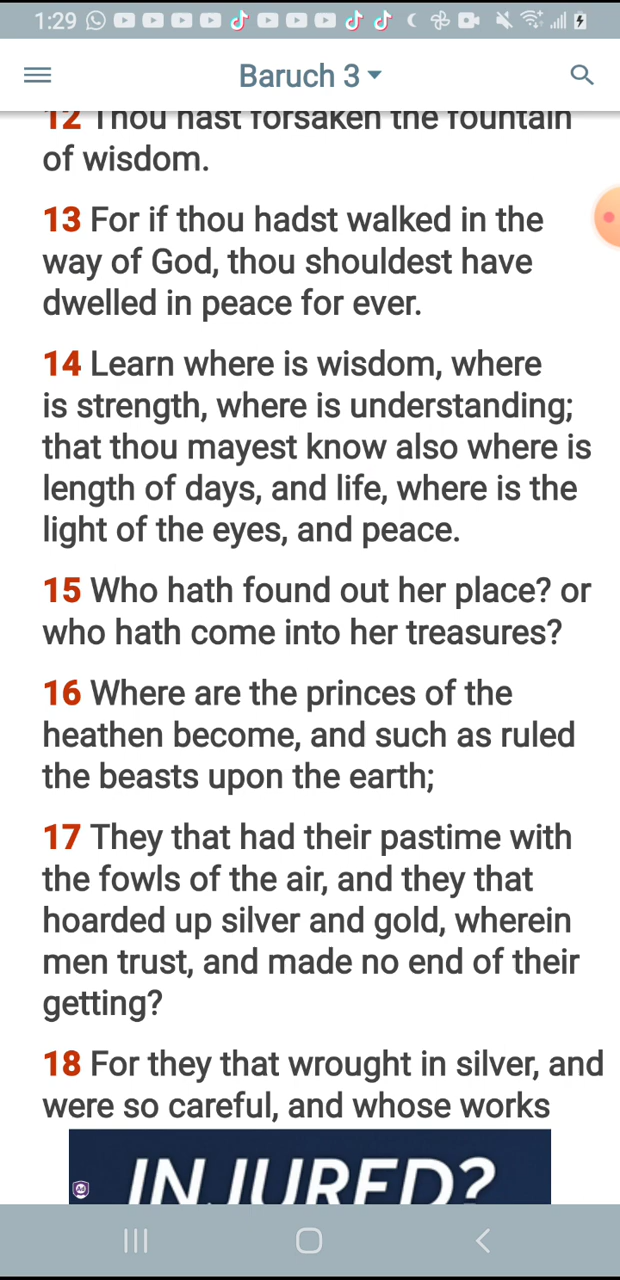 1:29
Baruch 3
12 Thou hast forsaken the fountain
of wisdom.
13 For if thou hadst walked in the
way of God, thou shouldest have
dwelled in peace for ever.
14 Learn where is wisdom, where
is strength, where is understanding;
that thou mayest know also where is
length of days, and life, where is the
light of the eyes, and peace.
15 Who hath found out her place? or
who hath come into her treasures?
16 Where are the princes of the
heathen become, and such as ruled
the beasts upon the earth;
17 They that had their pastime with
the fowls of the air, and they that
hoarded up silver and gold, wherein
men trust, and made no end of their
getting?
18 For they that wrought in silver, and
were so careful, and whose works
INJURED?